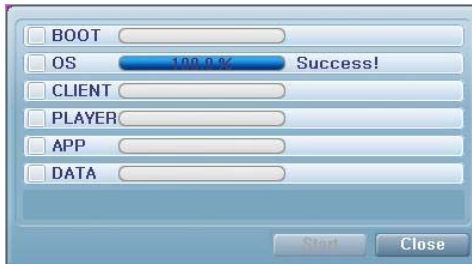 BOOT
OS 100.0 % Success!
CLIENT
PLAYER
APP
DATA
Start Close